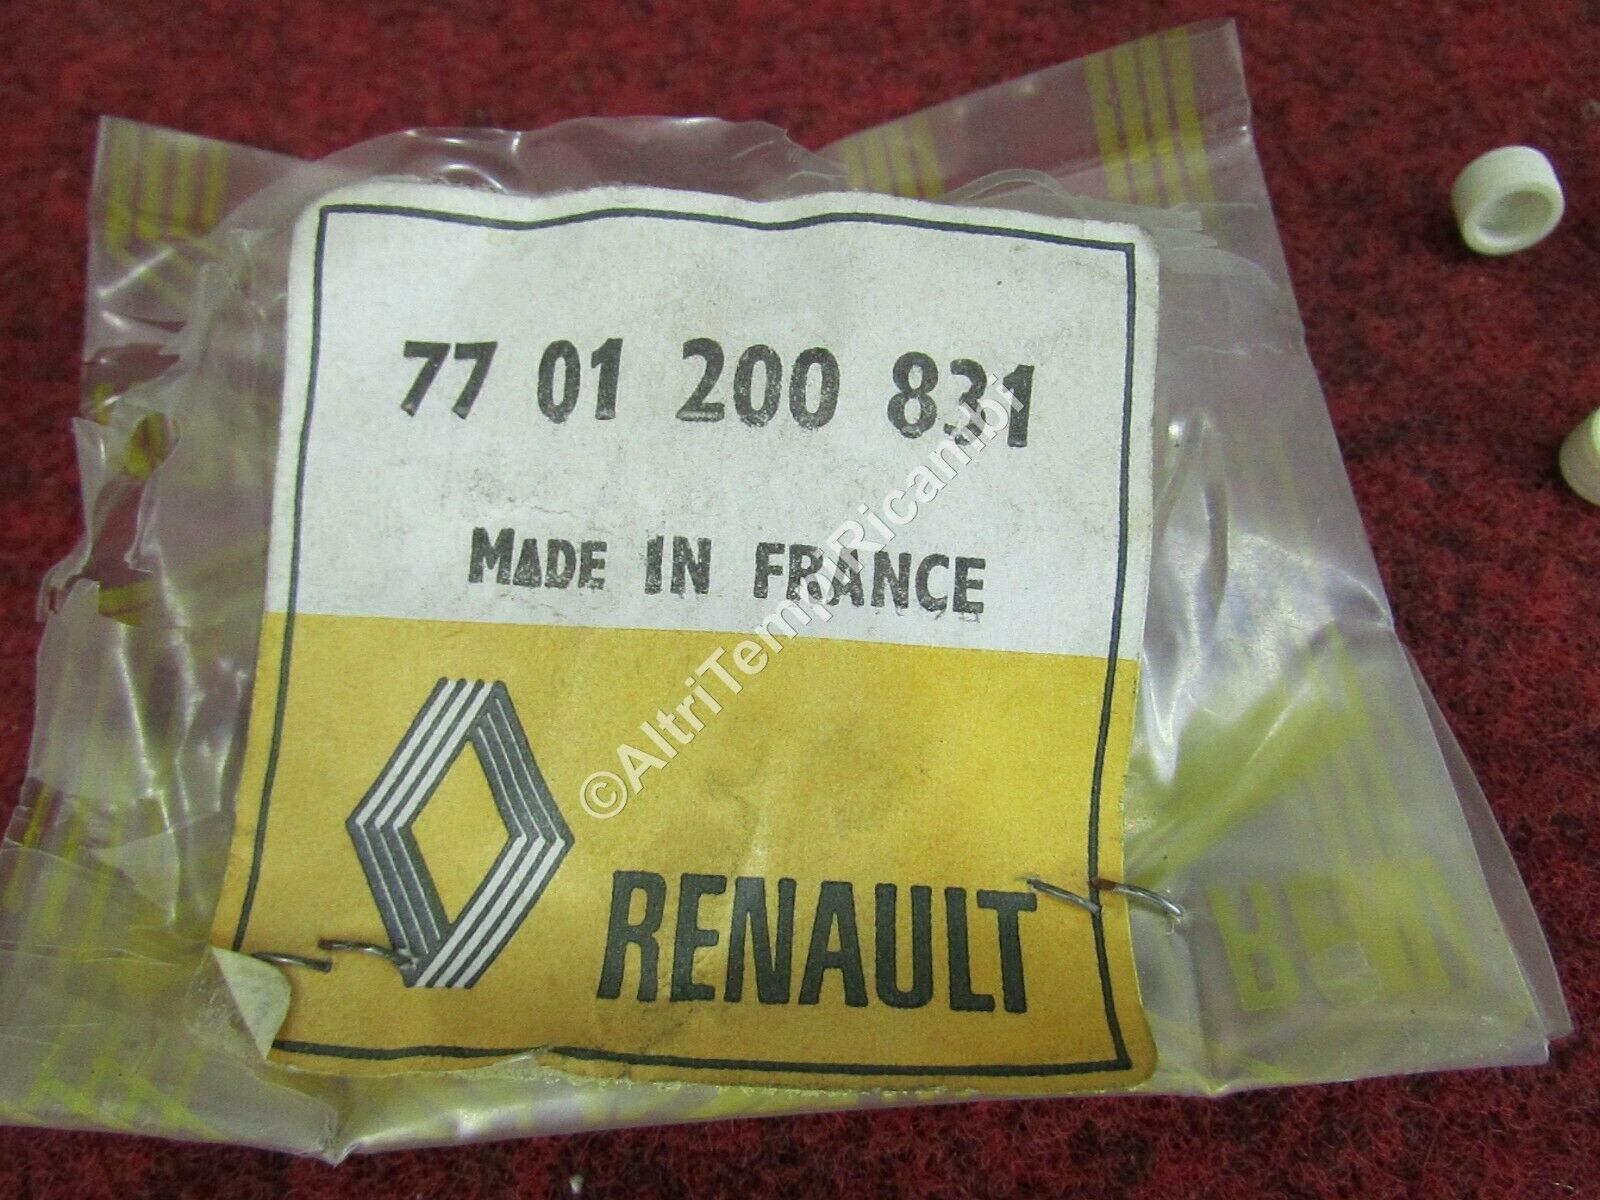 77 01 200 831
MADE IN FRANCE
RENAULT
©AltriTempiRicambi